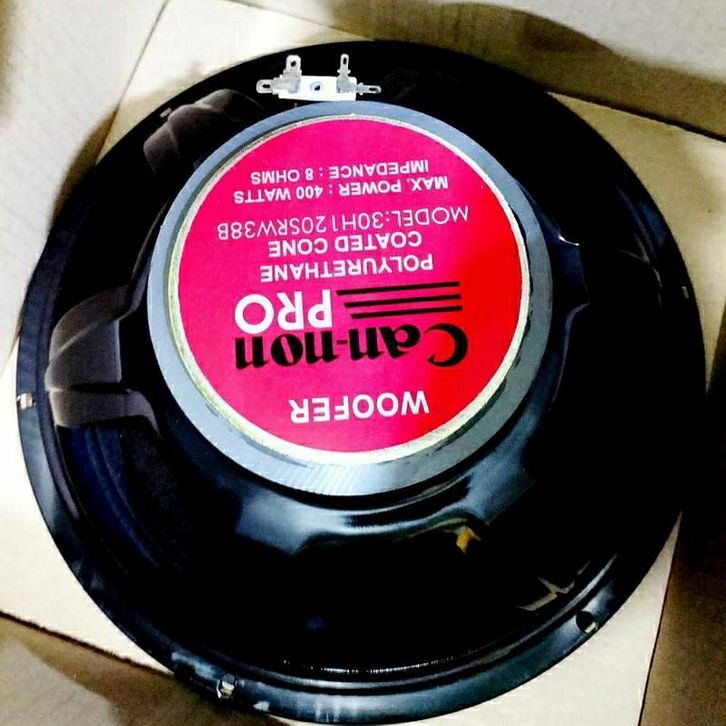 WOOFER
Can-non
PRO
POLYURETHANE
COATED CONE
MODEL:30H120SRW38B
MAX. POWER : 400 WATTS
IMPEDANCE : 8 OHMS